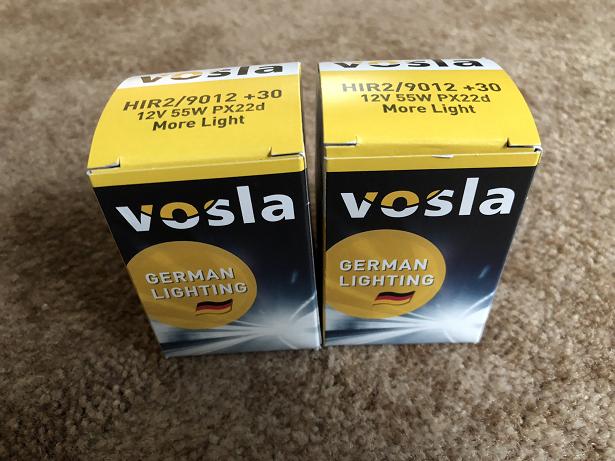 vosla
HIR2/9012 +30
12V 55W PX22d
More Light
vosla
GERMAN
LIGHTING
vosla
HIR2/9012 +30
12V 55W PX22d
More Light
vosla
GERMAN
LIGHTING